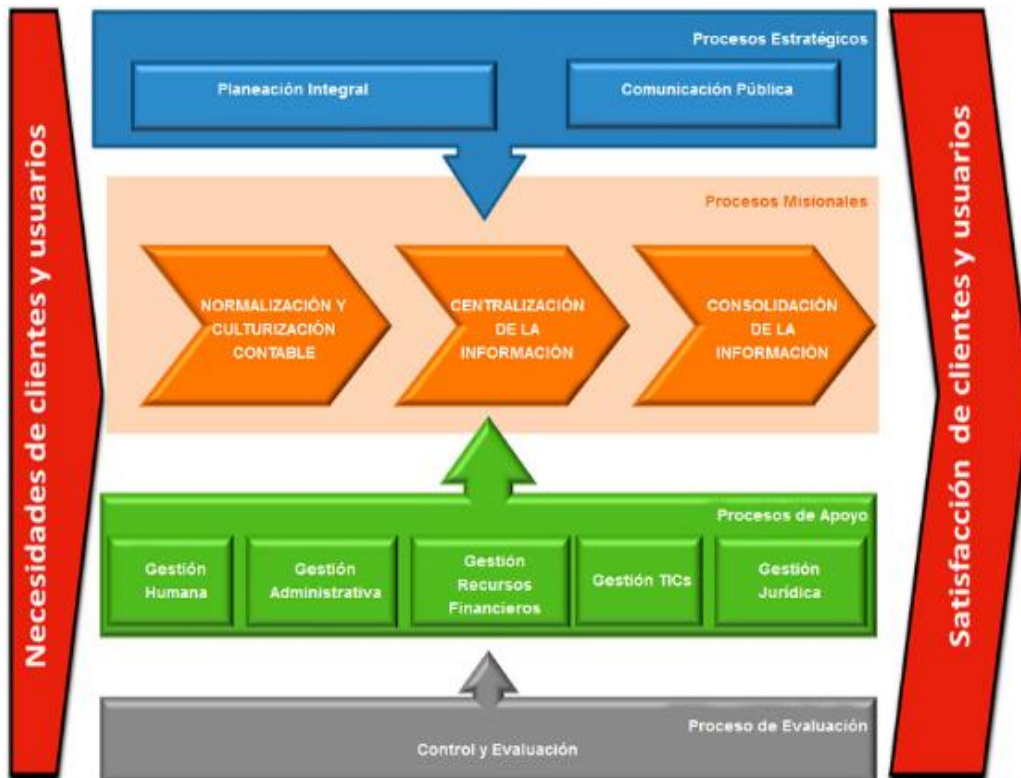 Necesidades de clientes y usuarios
Procesos Estratégicos
Planeación Integral
Comunicación Pública
Procesos Misionales
NORMALIZACIÓN Y
CULTURIZACIÓN
CONTABLE
CENTRALIZACIÓN
DE LA
INFORMACIÓN
CONSOLIDACIÓN
DE LA
INFORMACIÓN
Procesos de Apoyo
Gestión
Humana
Gestión
Administrativa
Gestión
Recursos
Financieros
Gestión TICs
Gestión
Jurídica
Proceso de Evaluación
Control y Evaluación
Satisfacción de clientes y usuarios